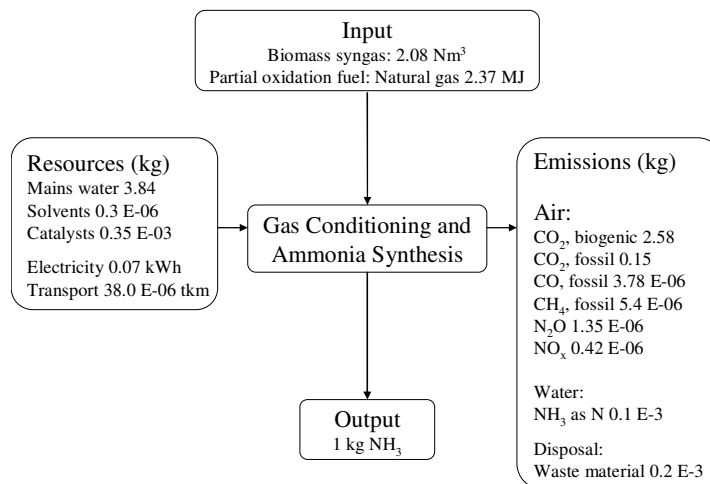 Input
Biomass syngas: 2.08 Nm³
Partial oxidation fuel: Natural gas 2.37 MJ
Resources (kg)
Mains water 3.84
Solvents 0.3 E-06
Catalysts 0.35 E-03
Electricity 0.07 kWh
Transport 38.0 E-06 tkm
Gas Conditioning and
Ammonia Synthesis
Emissions (kg)
Air:
CO₂, biogenic 2.58
CO₂, fossil 0.15
CO, fossil 3.78 E-06
CH₄, fossil 5.4 E-06
N₂O 1.35 E-06
NOₓ 0.42 E-06
Water:
NH₃ as N 0.1 E-3
Disposal:
Waste material 0.2 E-3
Output
1 kg NH₃